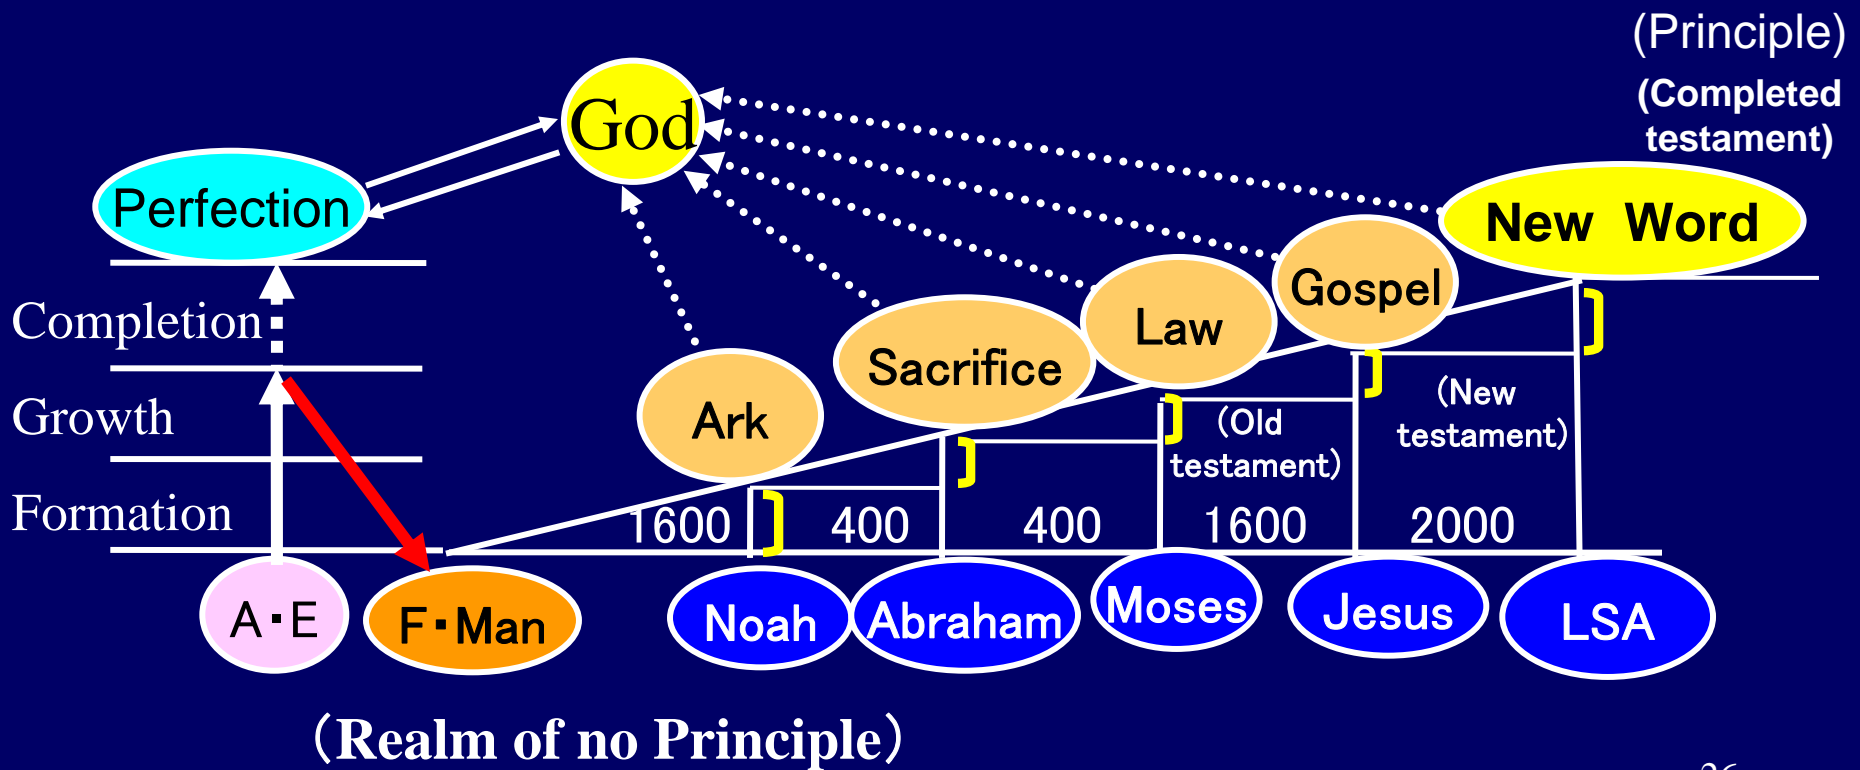 (Principle)
(Completed
testament)
God
Perfection
New Word
Gospel
Law
Sacrifice
Ark
Completion
Growth
Formation
(New
testament)
(Old
testament)
1600
400
400
1600
2000
A・E
F・Man
Noah
Abraham
Moses
Jesus
LSA
(Realm of no Principle)